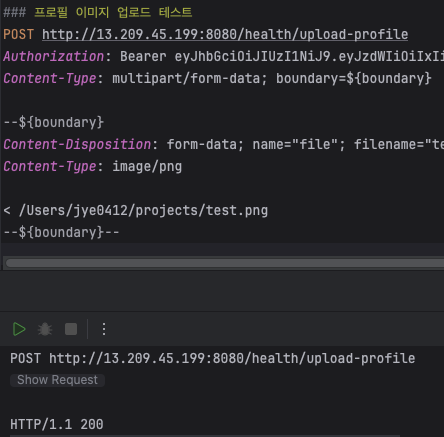 ### 프로필 이미지 업로드 테스트
POST http://13.209.45.199:8080/health/upload-profile
Authorization: Bearer eyJhbGciOiJIUzI1NiJ9.eyJzdWIiOiIxIi
Content-Type: multipart/form-data; boundary=${boundary}
--${boundary}
Content-Disposition: form-data; name="file"; filename="te
Content-Type: image/png
< /Users/jye0412/projects/test.png
--${boundary}--
POST http://13.209.45.199:8080/health/upload-profile
Show Request
HTTP/1.1 200